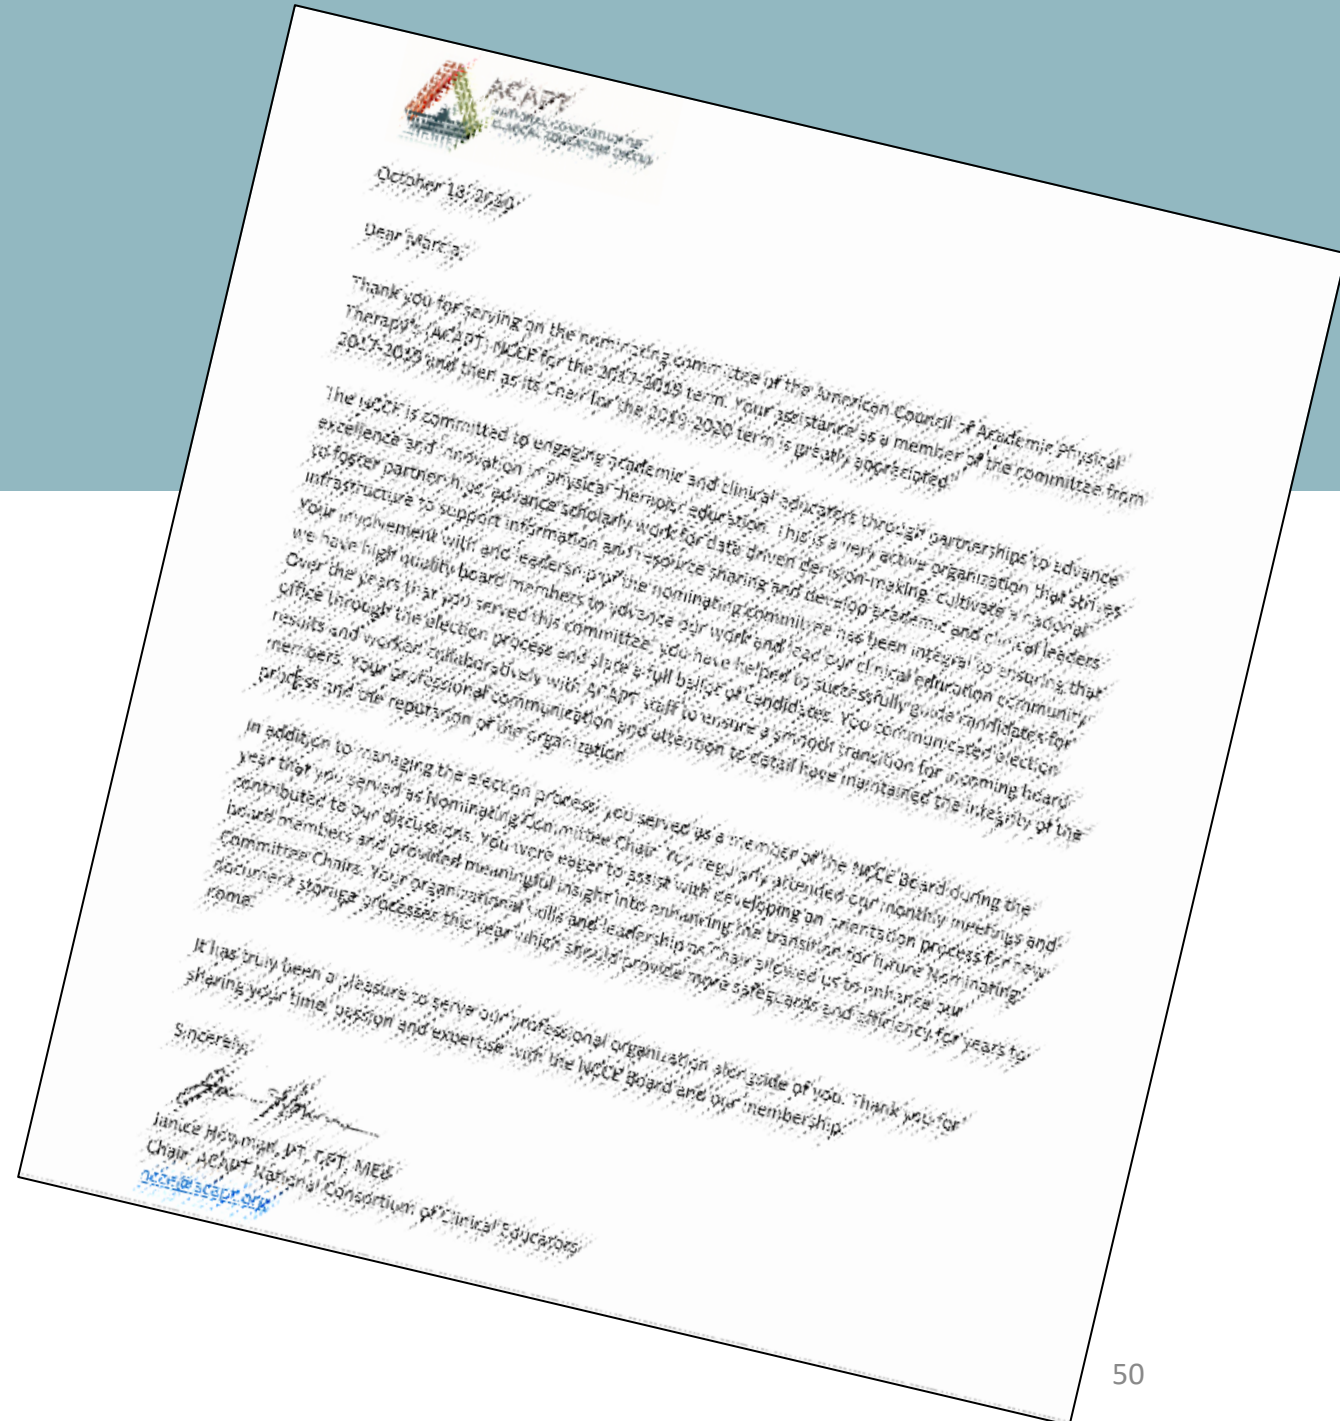 ACAPT
NATIONAL CONSORTIUM OF
CLINICAL EDUCATORS
October 18, 2020
Dear Marcia:
Thank you for serving on the nominating committee of the American Council of Academic Physical
Therapy's (ACAPT) NCCE for the 2017-2019 term. Your assistance as a member of the committee from
2017-2019 and then as its Chair for the 2019-2020 term is greatly appreciated.
The NCCE is committed to engaging academic and clinical educators through partnerships to advance
excellence and innovation in physical therapist education. This is a very active organization that strives
to foster partnerships, advance scholarly work for data driven decision-making, cultivate a national
infrastructure to support information and resource sharing and develop academic and clinical leaders.
Your involvement with and leadership of the nominating committee has been integral to ensuring that
we have high quality board members to advance our work and lead our clinical education community.
Over the years that you served this committee, you have helped to successfully guide candidates for
office through the election process and slate a full ballot of candidates. You communicated election
results and worked collaboratively with ACAPT staff to ensure a smooth transition for incoming board
members. Your professional communication and attention to detail have maintained the integrity of the
process and the reputation of the organization.
In addition to managing the election process, you served as a member of the NCCE Board during the
year that you served as Nominating Committee Chair. You regularly attended our monthly meetings and
contributed to our discussions. You were eager to assist with developing an orientation process for new
board members and provided meaningful insight into enhancing the transition for future Nominating
Committee Chairs. Your organizational skills and leadership as Chair allowed us to enhance our
document storage processes this year which should provide more safeguards and efficiency for years to
come.
It has truly been a pleasure to serve our professional organization alongside of you. Thank you for
sharing your time, passion and expertise with the NCCE Board and our membership.
Sincerely,
Janice Howman, PT, DPT, MEd
Chair, ACAPT National Consortium of Clinical Educators
ncce@acapt.org
50